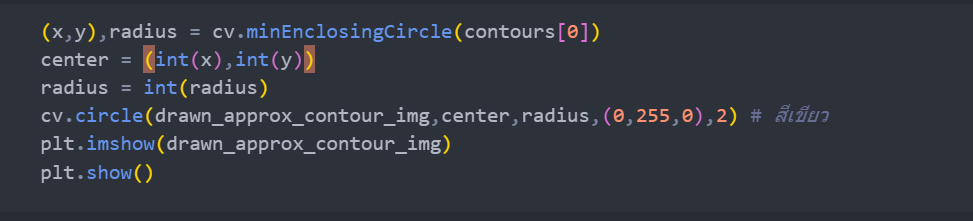 (x,y),radius = cv.minEnclosingCircle(contours[0])
center = (int(x),int(y))
radius = int(radius)
cv.circle(drawn_approx_contour_img,center,radius,(0,255,0),2) # สีเขียว
plt.imshow(drawn_approx_contour_img)
plt.show()